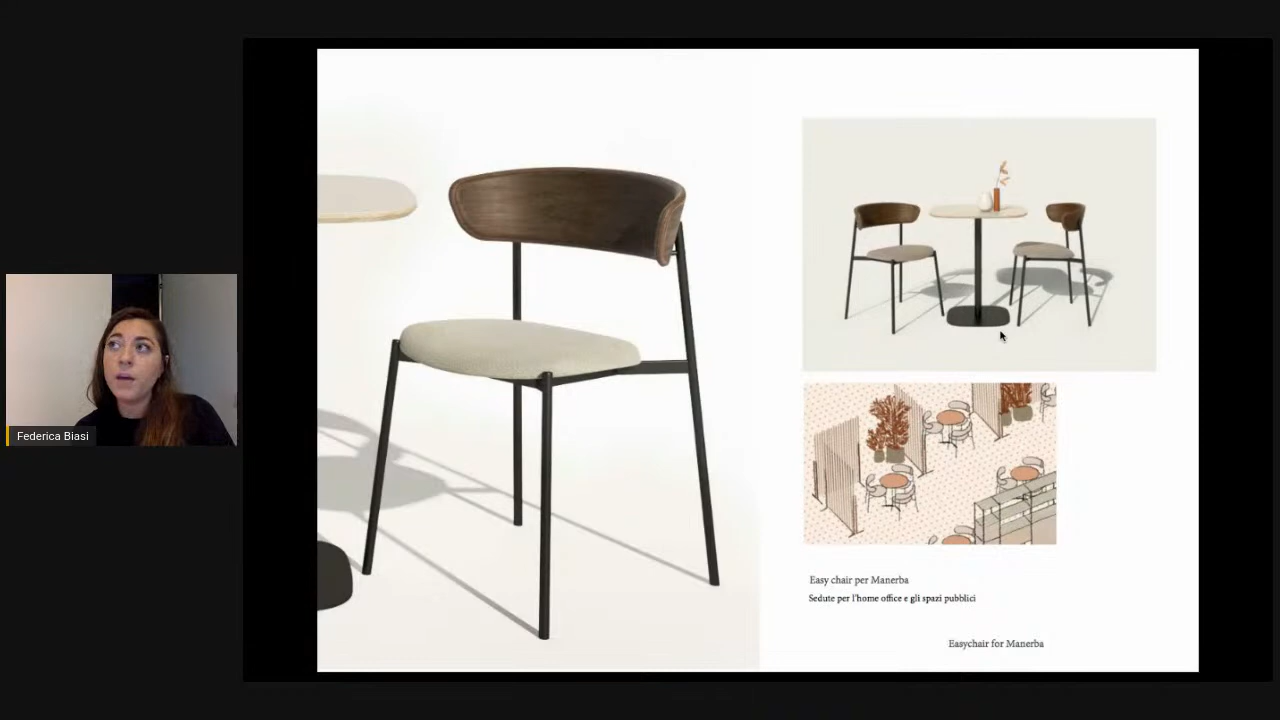 Federica Biasi
Easy chair per Manerba
Sedute per l'home office e gli spazi pubblici
Easychair for Manerba